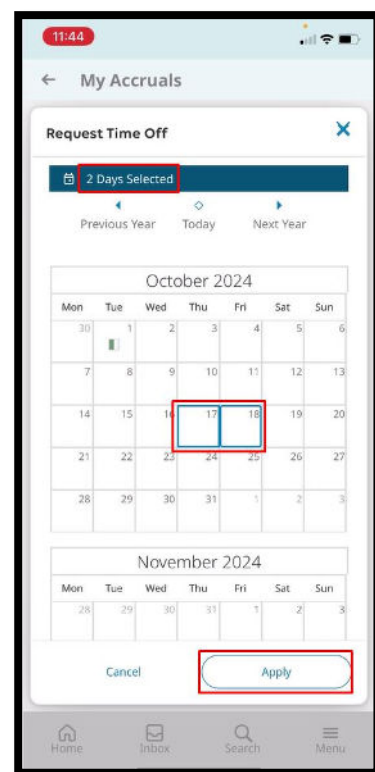 11:44
← My Accruals
Request Time Off
2 Days Selected
Previous Year Today Next Year
October 2024
Mon Tue Wed Thu Fri Sat Sun
30 1 2 3 4 5 6
7 8 9 10 11 12 13
14 15 16 17 18 19 20
21 22 23 24 25 26 27
28 29 30 31 1 2 3
November 2024
Mon Tue Wed Thu Fri Sat Sun
28 29 30 31 1 2 3
Cancel Apply
Home Inbox Search Menu